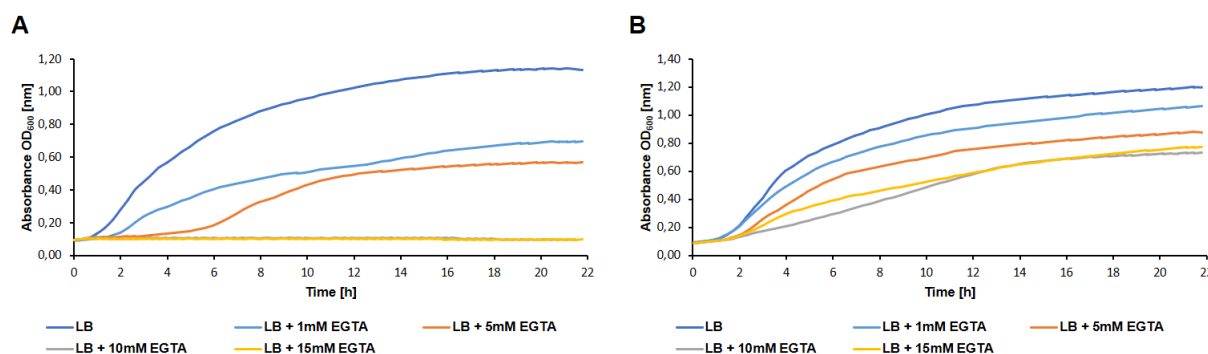 A
Absorbance OD600 [nm]
1,20
1,00
0,80
0,60
0,40
0,20
0,00
0 2 4 6 8 10 12 14 16 18 20 22
Time [h]
LB
LB + 1mM EGTA
LB + 5mM EGTA
LB + 10mM EGTA
LB + 15mM EGTA
B
Absorbance OD600 [nm]
1,40
1,20
1,00
0,80
0,60
0,40
0,20
0,00
0 2 4 6 8 10 12 14 16 18 20 22
Time [h]
LB
LB + 1mM EGTA
LB + 5mM EGTA
LB + 10mM EGTA
LB + 15mM EGTA